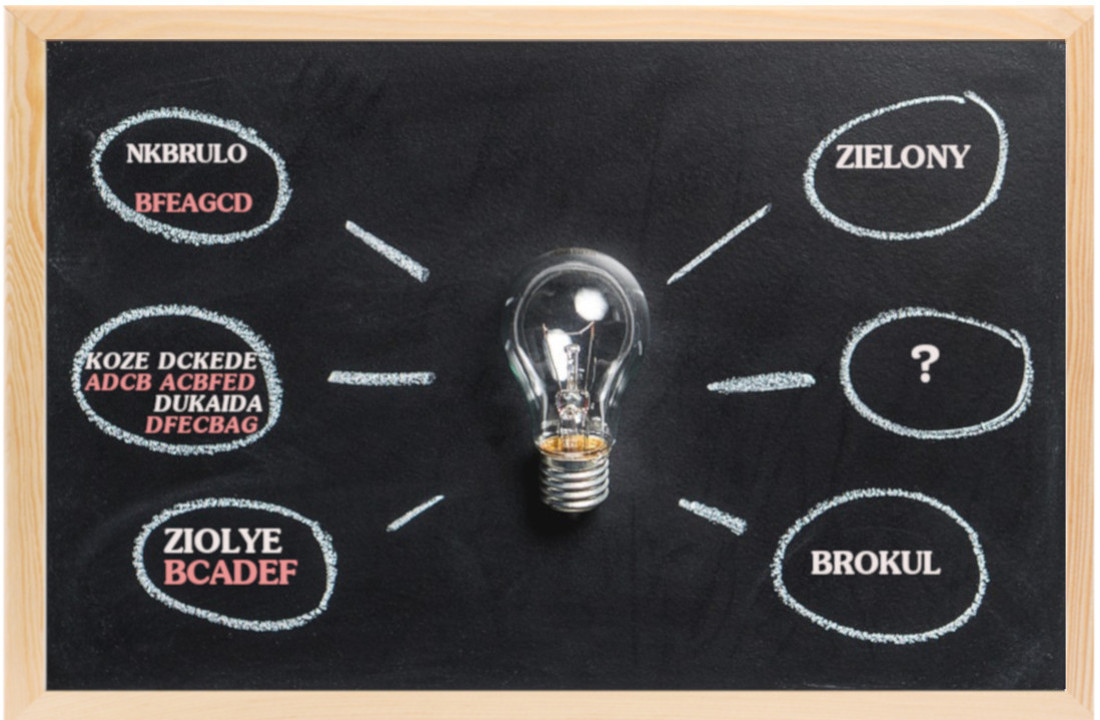 NKBRULO
BFEAGCD
ZIELONY
KOZE DCKEDE
ADCB ACBFED
DUKAIDA
DFECBAG
?
ZIOLYE
BCADEF
BROKUL